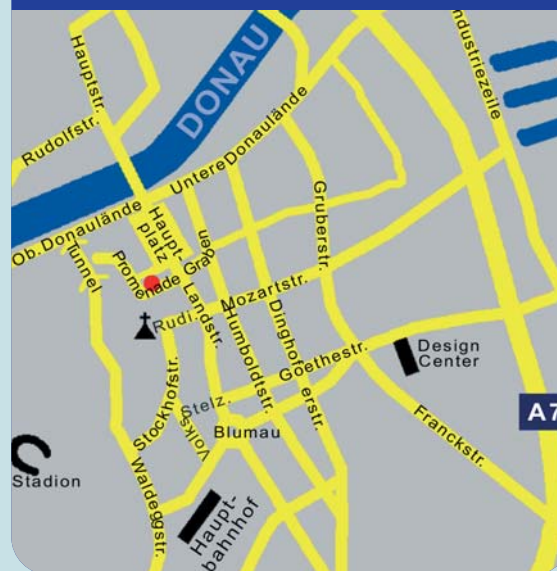 Hauptstr.
Industriezeile
DONAU
Rudolfstr.
Untere Donaulände
Ob. Donaulände
Haupt-
platz
Gruberstr.
Tunnel
Promenade
Graben
Mozartstr.
Rudi.
Landstr.
Humboldtstr.
Dinghoferstr.
Goethestr.
Design
Center
Stockhofstr.
Stelz.
Volks
Blumau
A7
Franckstr.
Stadion
Waldeggstr.
Haupt-
bahnhof